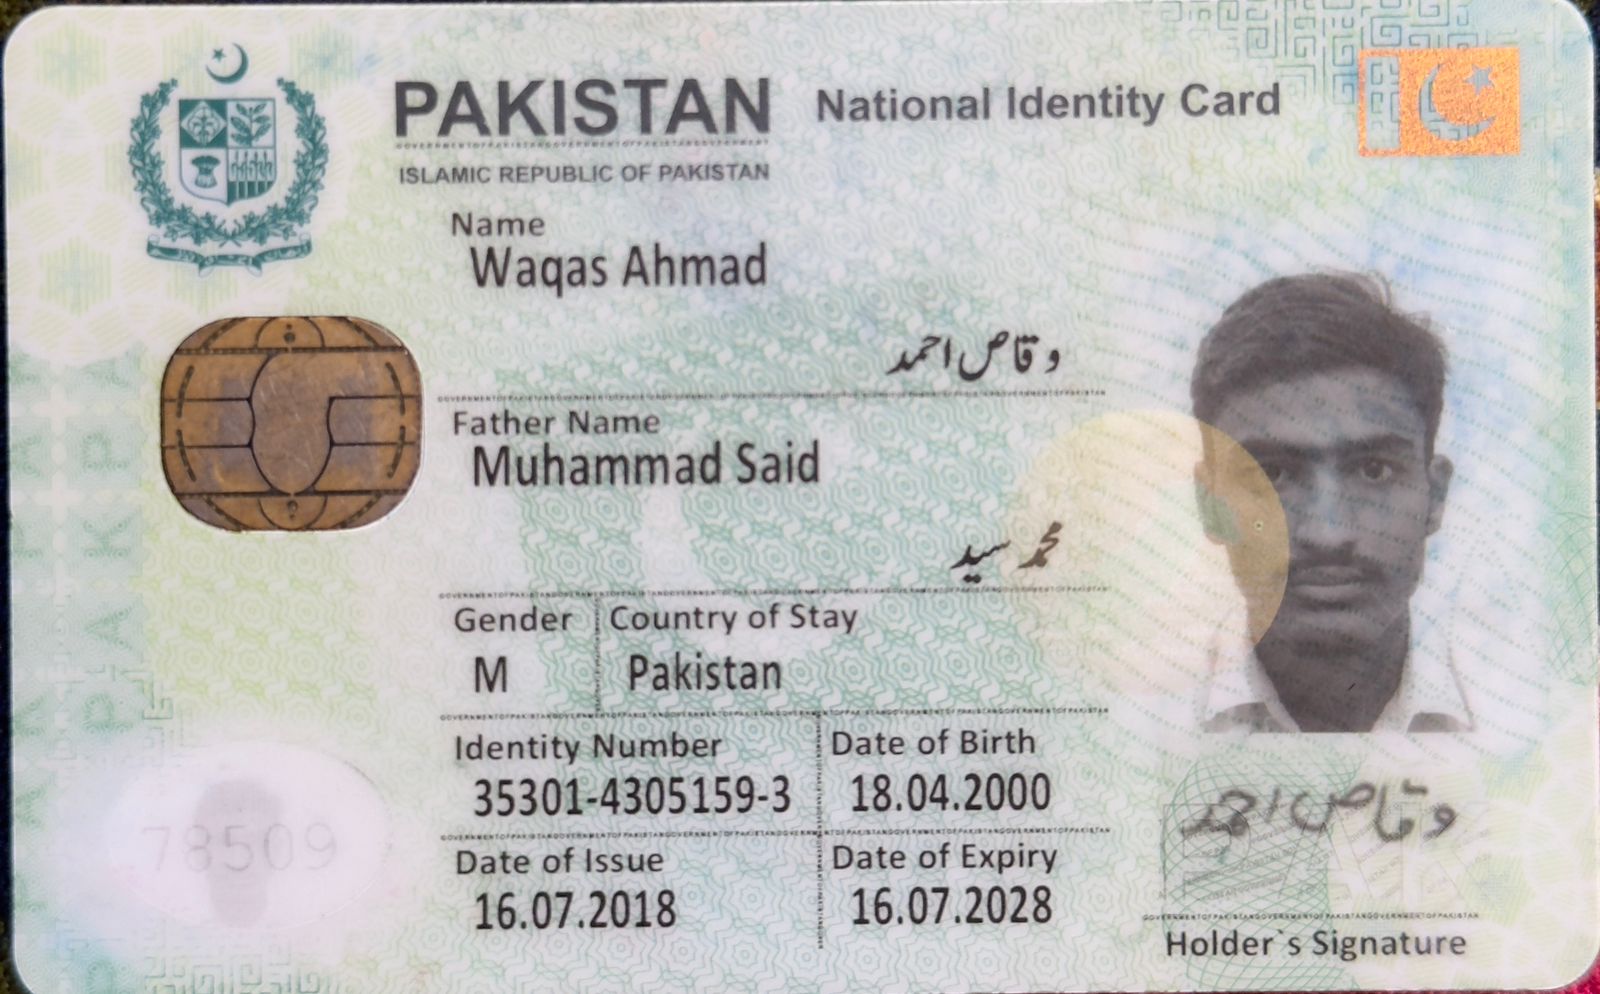 PAKISTAN National Identity Card
ISLAMIC REPUBLIC OF PAKISTAN
Name
Waqas Ahmad
وقاص احمد
Father Name
Muhammad Said
محمد سید
Gender Country of Stay
M Pakistan
Identity Number Date of Birth
35301-4305159-3 18.04.2000
وقاص احمد
78509
Date of Issue Date of Expiry
16.07.2018 16.07.2028
Holder`s Signature